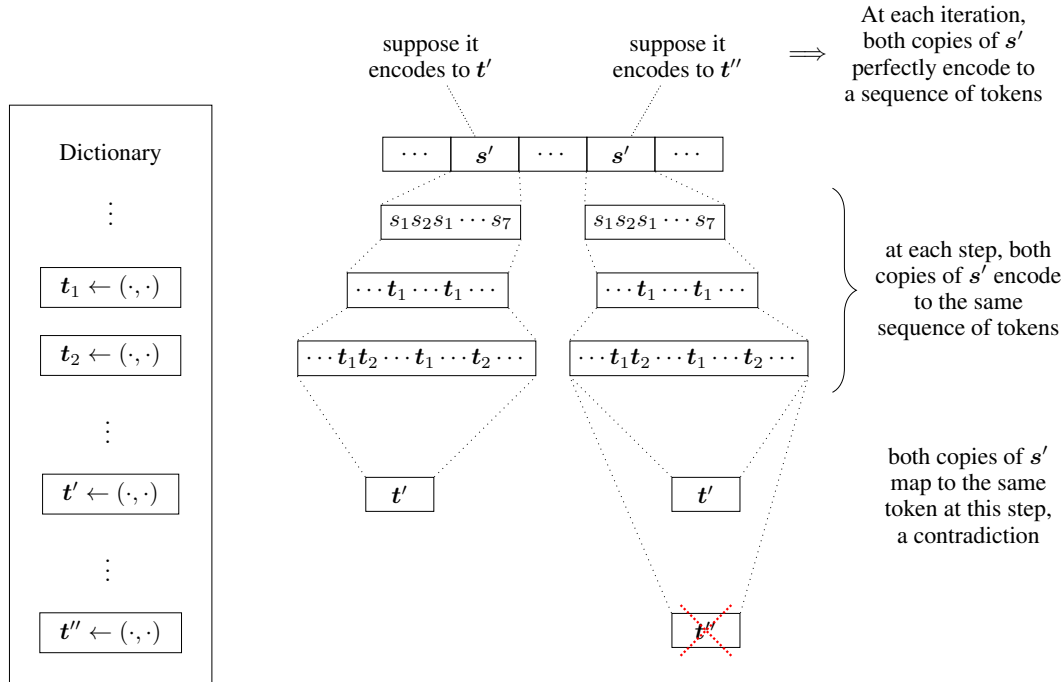 suppose it
encodes to t′
suppose it
encodes to t″
⟹
At each iteration,
both copies of s′
perfectly encode to
a sequence of tokens
Dictionary
⋮
t₁ ← (·, ·)
t₂ ← (·, ·)
⋮
t′ ← (·, ·)
⋮
t″ ← (·, ·)
··· s′ ··· s′ ···
s₁s₂s₁ ··· s₇
s₁s₂s₁ ··· s₇
··· t₁ ··· t₁ ···
··· t₁ ··· t₁ ···
··· t₁t₂ ··· t₁ ··· t₂ ···
··· t₁t₂ ··· t₁ ··· t₂ ···
at each step, both
copies of s′ encode
to the same
sequence of tokens
t′
t′
both copies of s′
map to the same
token at this step,
a contradiction
t″